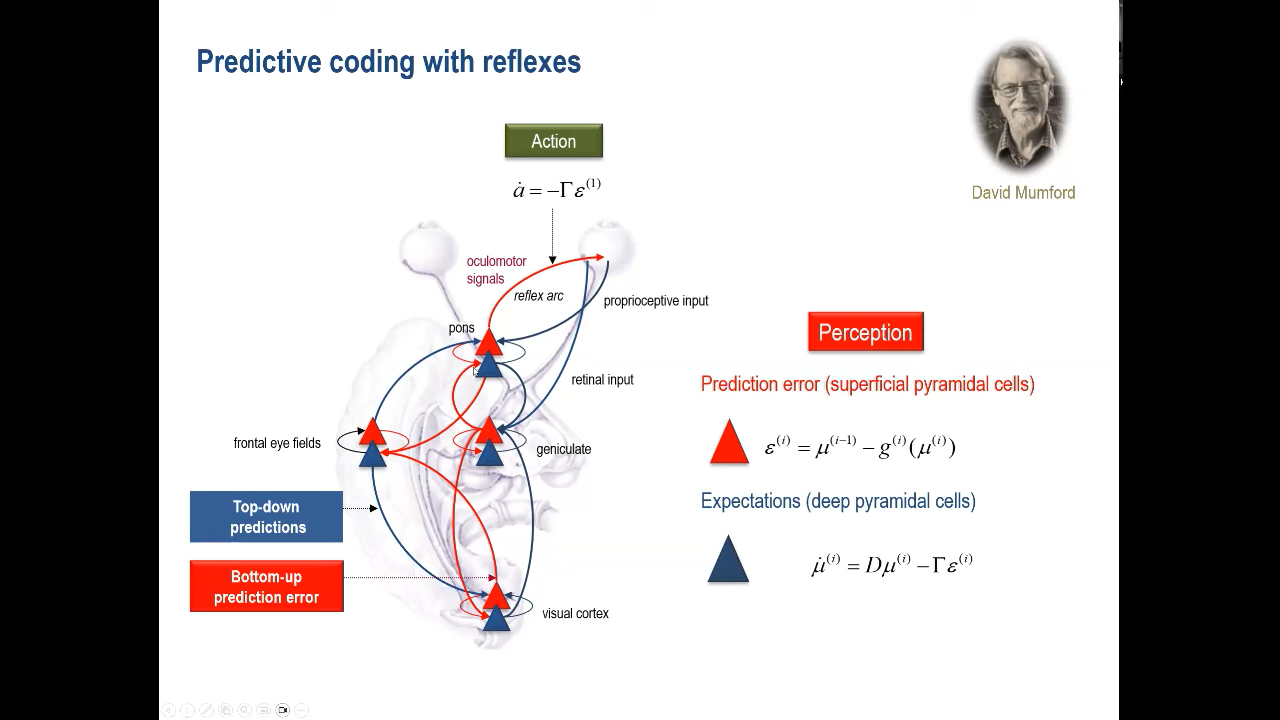 Predictive coding with reflexes
David Mumford
Action
ȧ = −Γε⁽¹⁾
oculomotor
signals
reflex arc
proprioceptive input
pons
retinal input
frontal eye fields
geniculate
Top-down
predictions
Bottom-up
prediction error
visual cortex
Perception
Prediction error (superficial pyramidal cells)
ε⁽ⁱ⁾ = μ⁽ⁱ⁻¹⁾ − g⁽ⁱ⁾(μ⁽ⁱ⁾)
Expectations (deep pyramidal cells)
μ̇⁽ⁱ⁾ = Dμ⁽ⁱ⁾ − Γε⁽ⁱ⁾